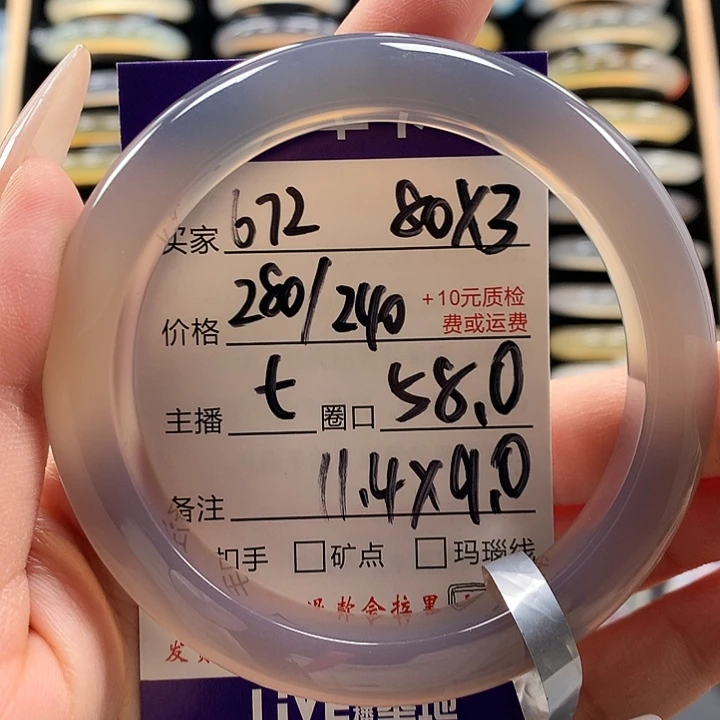 买家 672 80X3
价格 280/240 +10元质检
费或运费
主播 t 圈口 58.0
备注 11.4X9.0
扣手 □矿点 □玛瑙线
LIVE